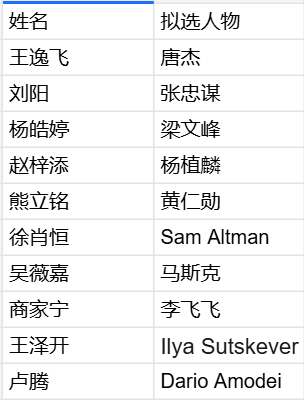 姓名 拟选人物
王逸飞 唐杰
刘阳 张忠谋
杨皓婷 梁文峰
赵梓添 杨植麟
熊立铭 黄仁勋
徐肖恒 Sam Altman
吴薇嘉 马斯克
商家宁 李飞飞
王泽开 Ilya Sutskever
卢腾 Dario Amodei